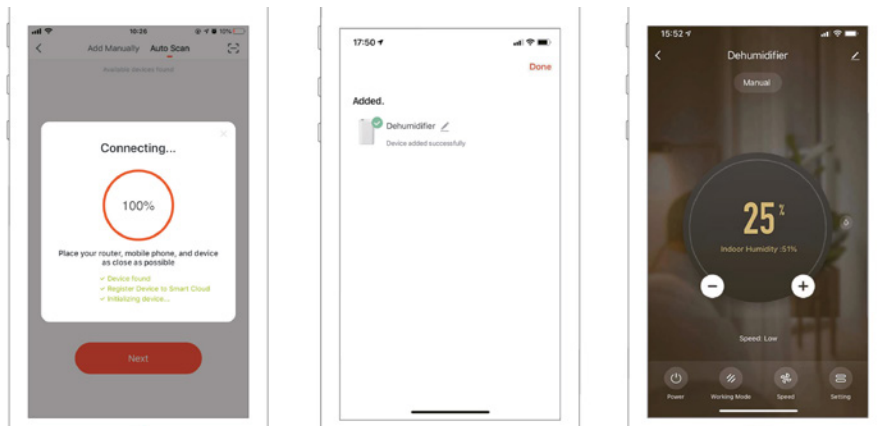 10:26
10%
Add Manually Auto Scan
Available devices found
Connecting...
100%
Place your router, mobile phone, and device
as close as possible
✓ Device found
✓ Register Device to Smart Cloud
✓ Initializing device...
Next
17:50
Done
Added.
Dehumidifier
Device added successfully
15:52
Dehumidifier
Manual
25%
Indoor Humidity :51%
Speed: Low
Power Working Mode Speed Setting